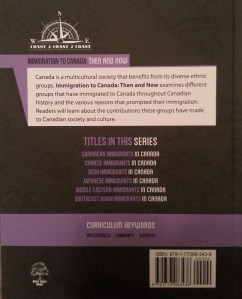 N
W E
S
COAST 2 COAST 2 COAST
IMMIGRATION TO CANADA: THEN AND NOW
Canada is a multicultural society that benefits from its diverse ethnic
groups. Immigration to Canada: Then and Now examines different
groups that have immigrated to Canada throughout Canadian
history and the various reasons that prompted their immigration.
Readers will learn about the contributions these groups have made
to Canadian society and culture.
TITLES IN THIS SERIES
CARIBBEAN IMMIGRANTS IN CANADA
CHINESE IMMIGRANTS IN CANADA
IRISH IMMIGRANTS IN CANADA
JAPANESE IMMIGRANTS IN CANADA
MIDDLE EASTERN IMMIGRANTS IN CANADA
SOUTHEAST ASIAN IMMIGRANTS IN CANADA
CURRICULUM KEYWORDS
COMMUNITY